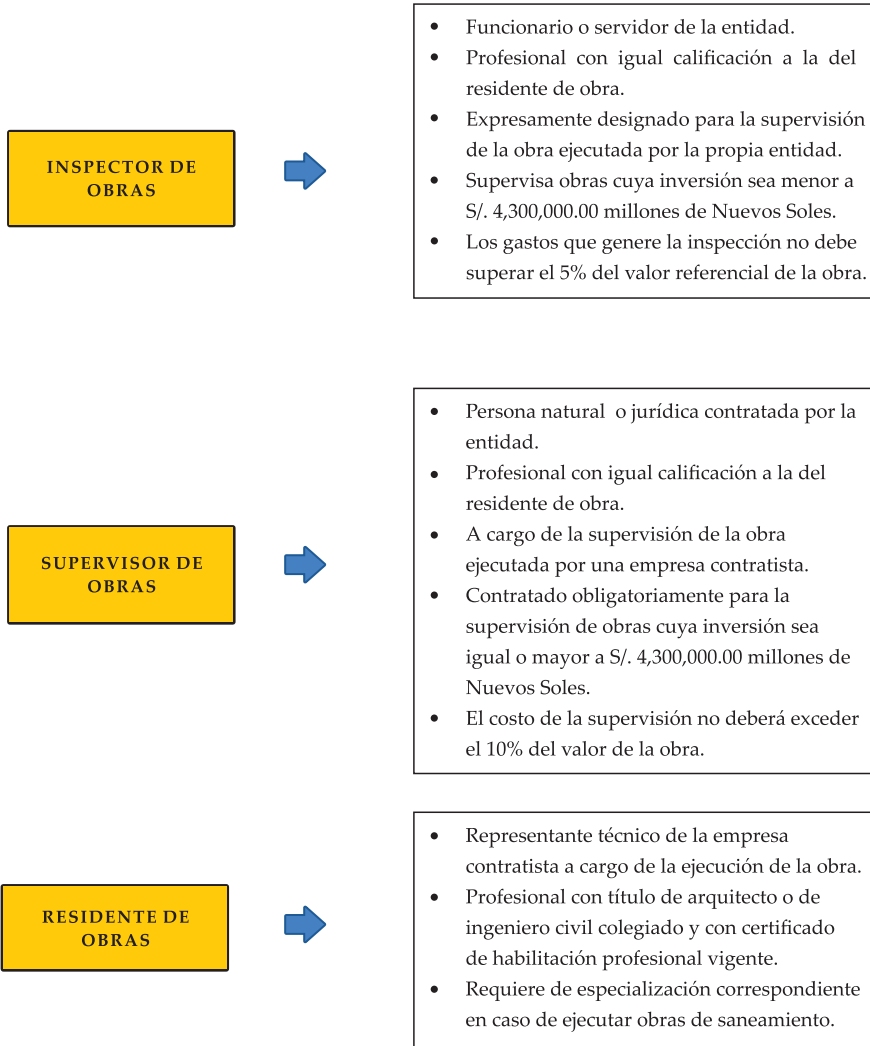 INSPECTOR DE
OBRAS
• Funcionario o servidor de la entidad.
• Profesional con igual calificación a la del
residente de obra.
• Expresamente designado para la supervisión
de la obra ejecutada por la propia entidad.
• Supervisa obras cuya inversión sea menor a
S/. 4,300,000.00 millones de Nuevos Soles.
• Los gastos que genere la inspección no debe
superar el 5% del valor referencial de la obra.
SUPERVISOR DE
OBRAS
• Persona natural o jurídica contratada por la
entidad.
• Profesional con igual calificación a la del
residente de obra.
• A cargo de la supervisión de la obra
ejecutada por una empresa contratista.
• Contratado obligatoriamente para la
supervisión de obras cuya inversión sea
igual o mayor a S/. 4,300,000.00 millones de
Nuevos Soles.
• El costo de la supervisión no deberá exceder
el 10% del valor de la obra.
RESIDENTE DE
OBRAS
• Representante técnico de la empresa
contratista a cargo de la ejecución de la obra.
• Profesional con título de arquitecto o de
ingeniero civil colegiado y con certificado
de habilitación profesional vigente.
• Requiere de especialización correspondiente
en caso de ejecutar obras de saneamiento.